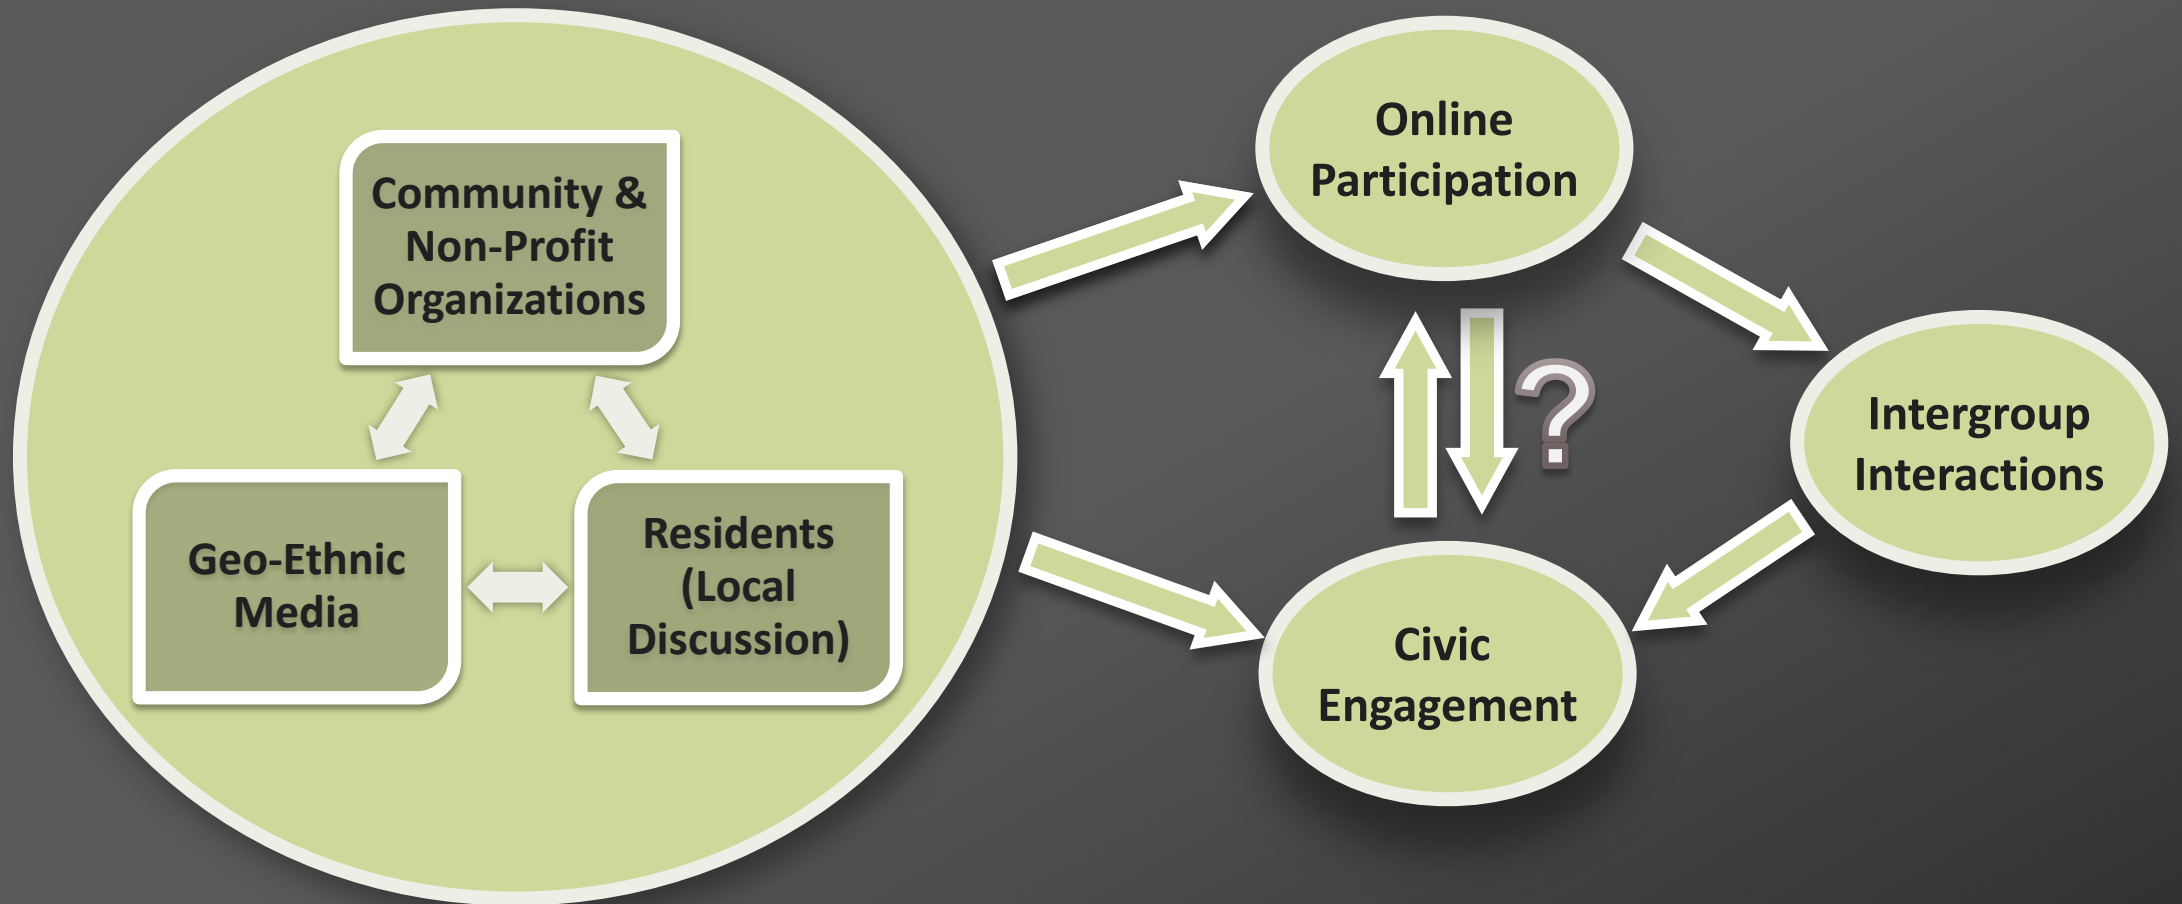 Community &
Non-Profit
Organizations
Geo-Ethnic
Media
Residents
(Local
Discussion)
Online
Participation
?
Intergroup
Interactions
Civic
Engagement